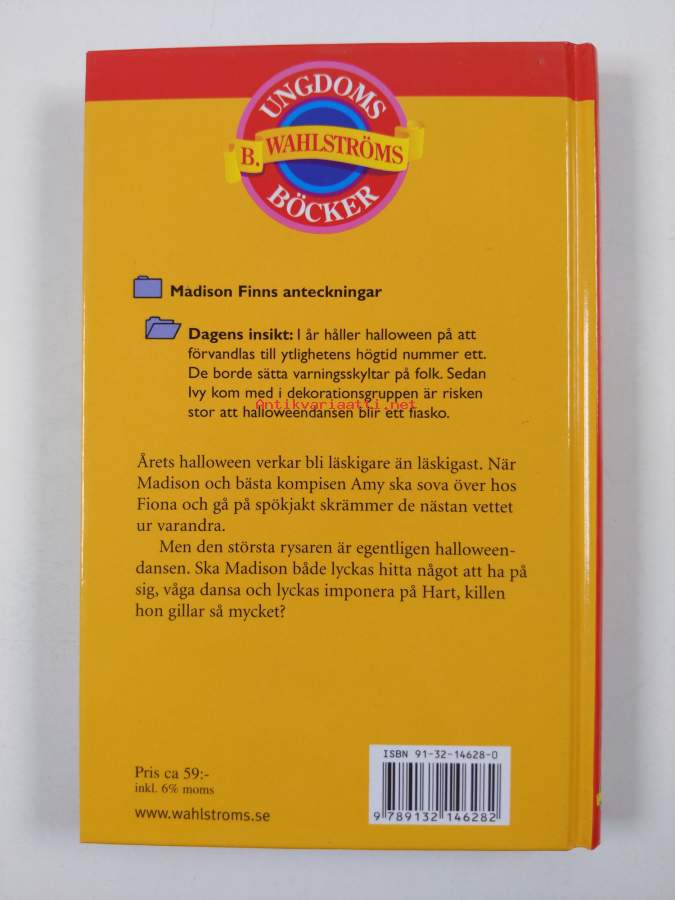 UNGDOMS
B. WAHLSTRÖMS
BÖCKER
Madison Finns anteckningar
Dagens insikt: I år håller halloween på att
förvandlas till ytlighetens högtid nummer ett.
De borde sätta varningsskyltar på folk. Sedan
Ivy kom med i dekorationsgruppen är risken
stor att halloweendansen blir ett fiasko.
Antikvariaatti.net
Årets halloween verkar bli läskigare än läskigast. När
Madison och bästa kompisen Amy ska sova över hos
Fiona och gå på spökjakt skrämmer de nästan vettet
ur varandra.
Men den största rysaren är egentligen halloween-
dansen. Ska Madison både lyckas hitta något att ha på
sig, våga dansa och lyckas imponera på Hart, killen
hon gillar så mycket?
ISBN 91-32-14628-0
Pris ca 59:-
inkl. 6% moms
www.wahlstroms.se
9 789132 146282